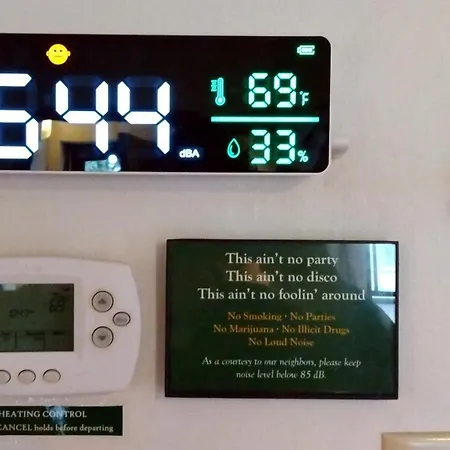 544 dBA
69°F
33%
This ain't no party
This ain't no disco
This ain't no foolin' around
No Smoking · No Parties
No Marijuana · No Illicit Drugs
No Loud Noise
As a courtesy to our neighbors, please keep
noise level below 85 dB.
HEATING CONTROL
CANCEL holds before departing